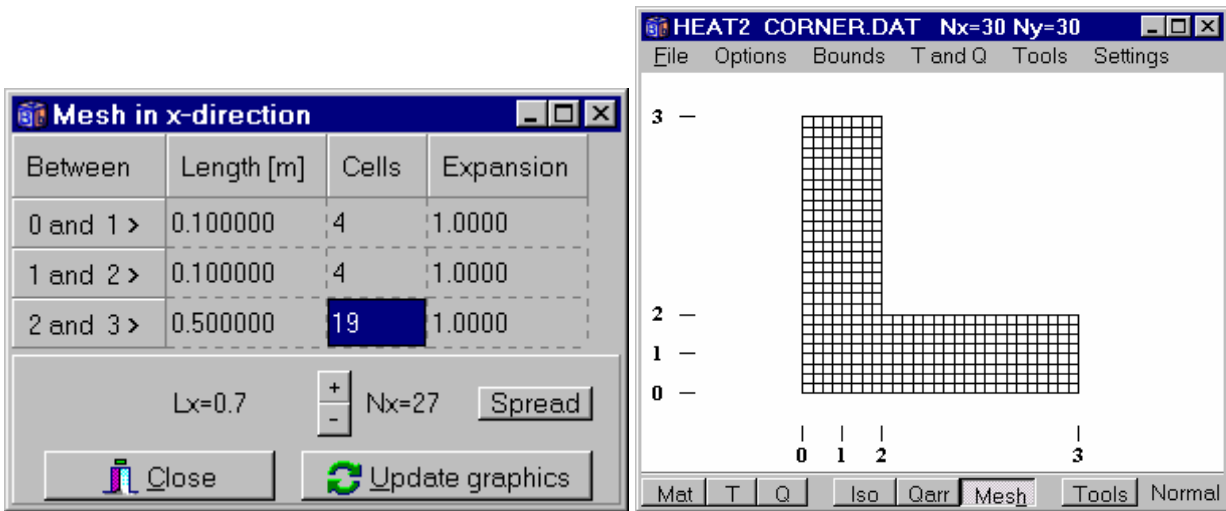 Mesh in x-direction
Between Length [m] Cells Expansion
0 and 1 > 0.100000 4 1.0000
1 and 2 > 0.100000 4 1.0000
2 and 3 > 0.500000 19 1.0000
Lx=0.7 + - Nx=27 Spread
Close Update graphics
HEAT2 CORNER.DAT Nx=30 Ny=30
File Options Bounds T and Q Tools Settings
3
2
1
0
0 1 2 3
Mat T Q Iso Qarr Mesh Tools Normal